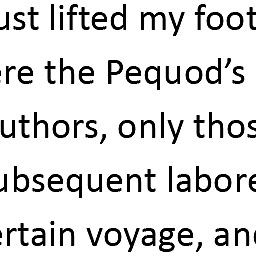 ust lifted my foot
ere the Pequod’s
uthors, only thos
ubsequent labore
ertain voyage, and